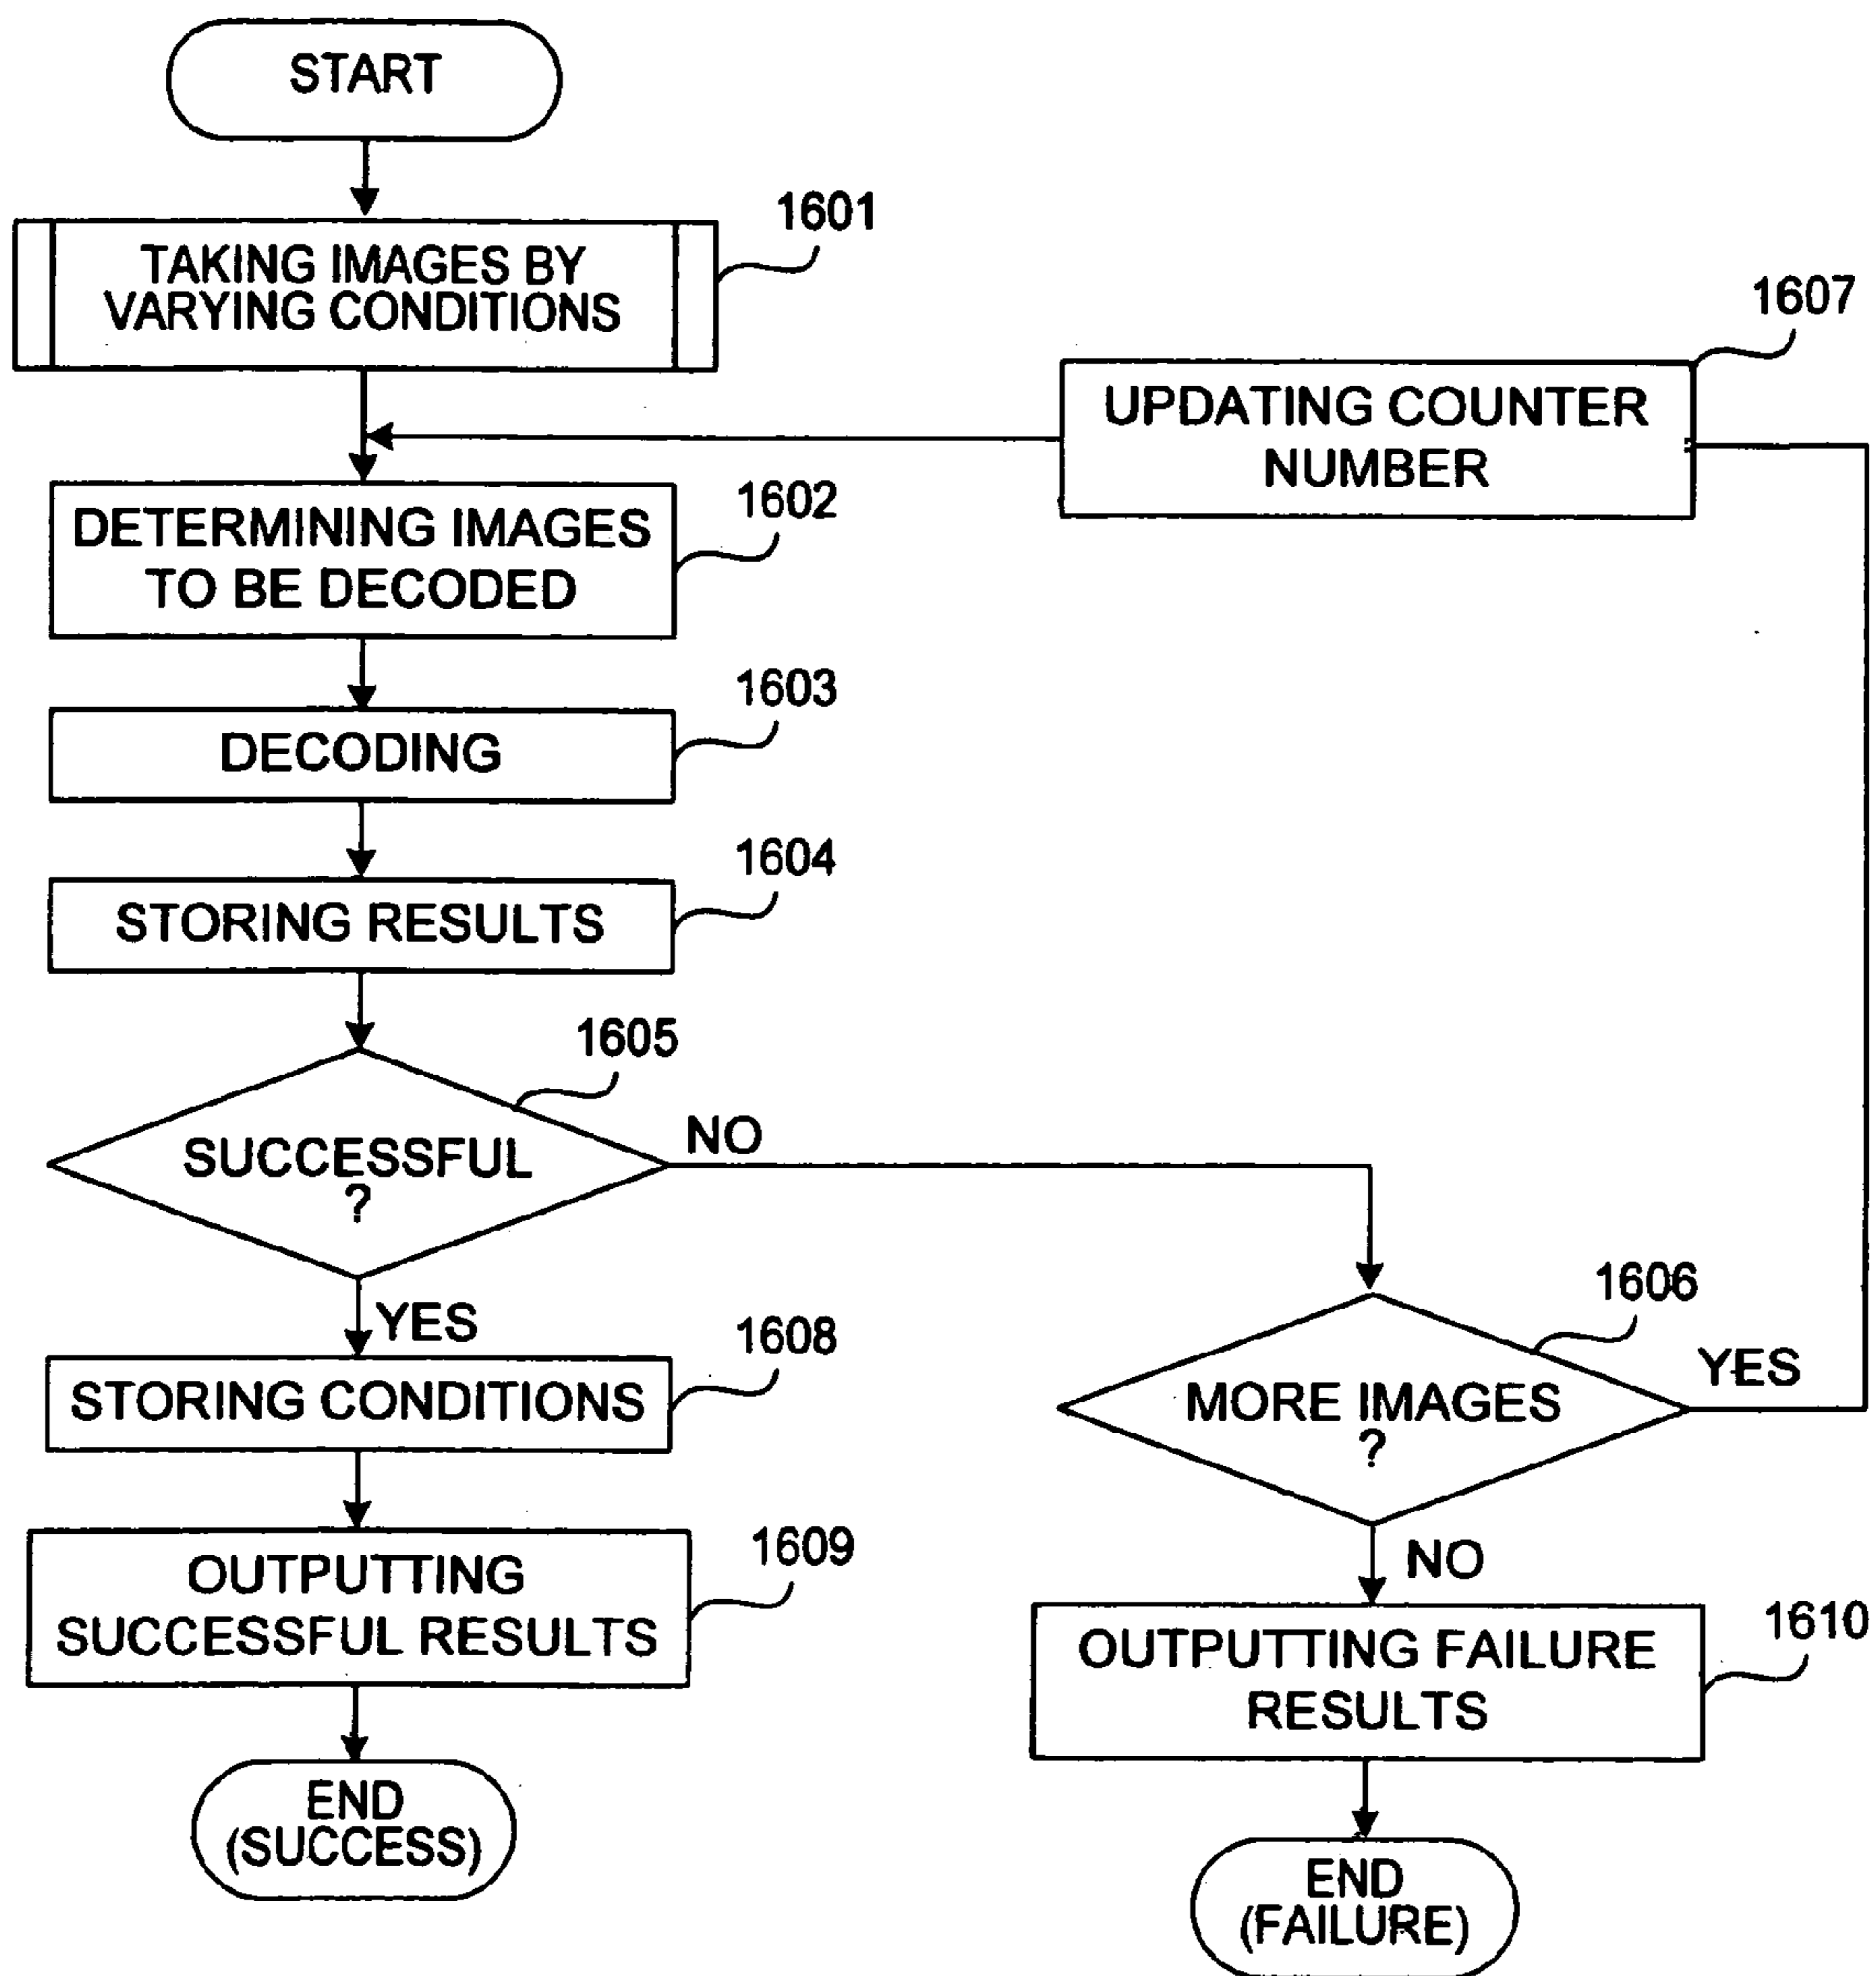 START
1601
TAKING IMAGES BY
VARYING CONDITIONS
1607
UPDATING COUNTER
NUMBER
1602
DETERMINING IMAGES
TO BE DECODED
1603
DECODING
1604
STORING RESULTS
1605
SUCCESSFUL
?
NO
YES
1606
MORE IMAGES
?
YES
NO
1608
STORING CONDITIONS
1609
OUTPUTTING
SUCCESSFUL RESULTS
1610
OUTPUTTING FAILURE
RESULTS
END
(SUCCESS)
END
(FAILURE)